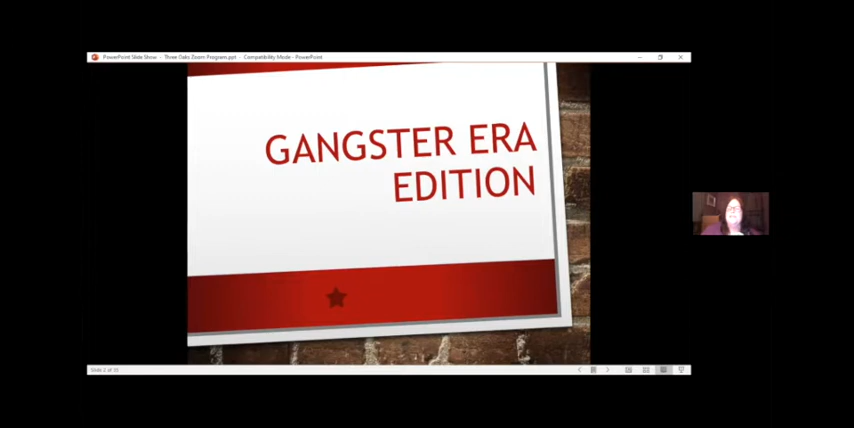 PowerPoint Slide Show - Three Oaks Zoom Program.ppt - Compatibility Mode - PowerPoint
GANGSTER ERA
EDITION